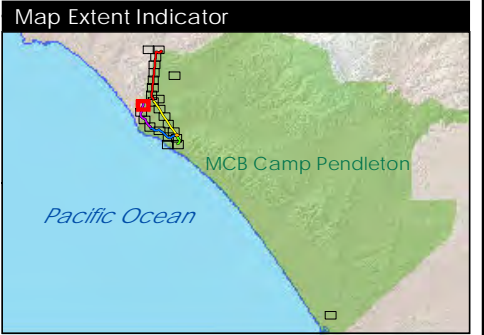 Map Extent Indicator
MCB Camp Pendleton
Pacific Ocean